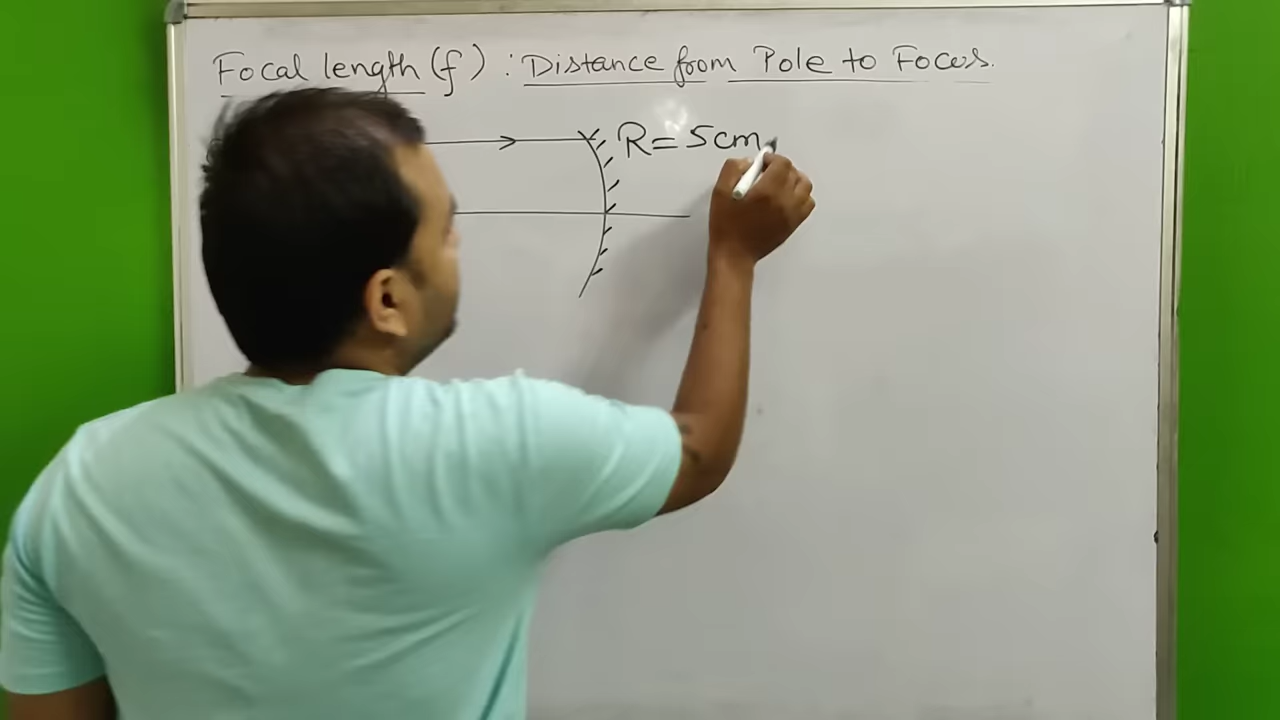 Focal length (f) : Distance from Pole to Focus.
R = 5cm